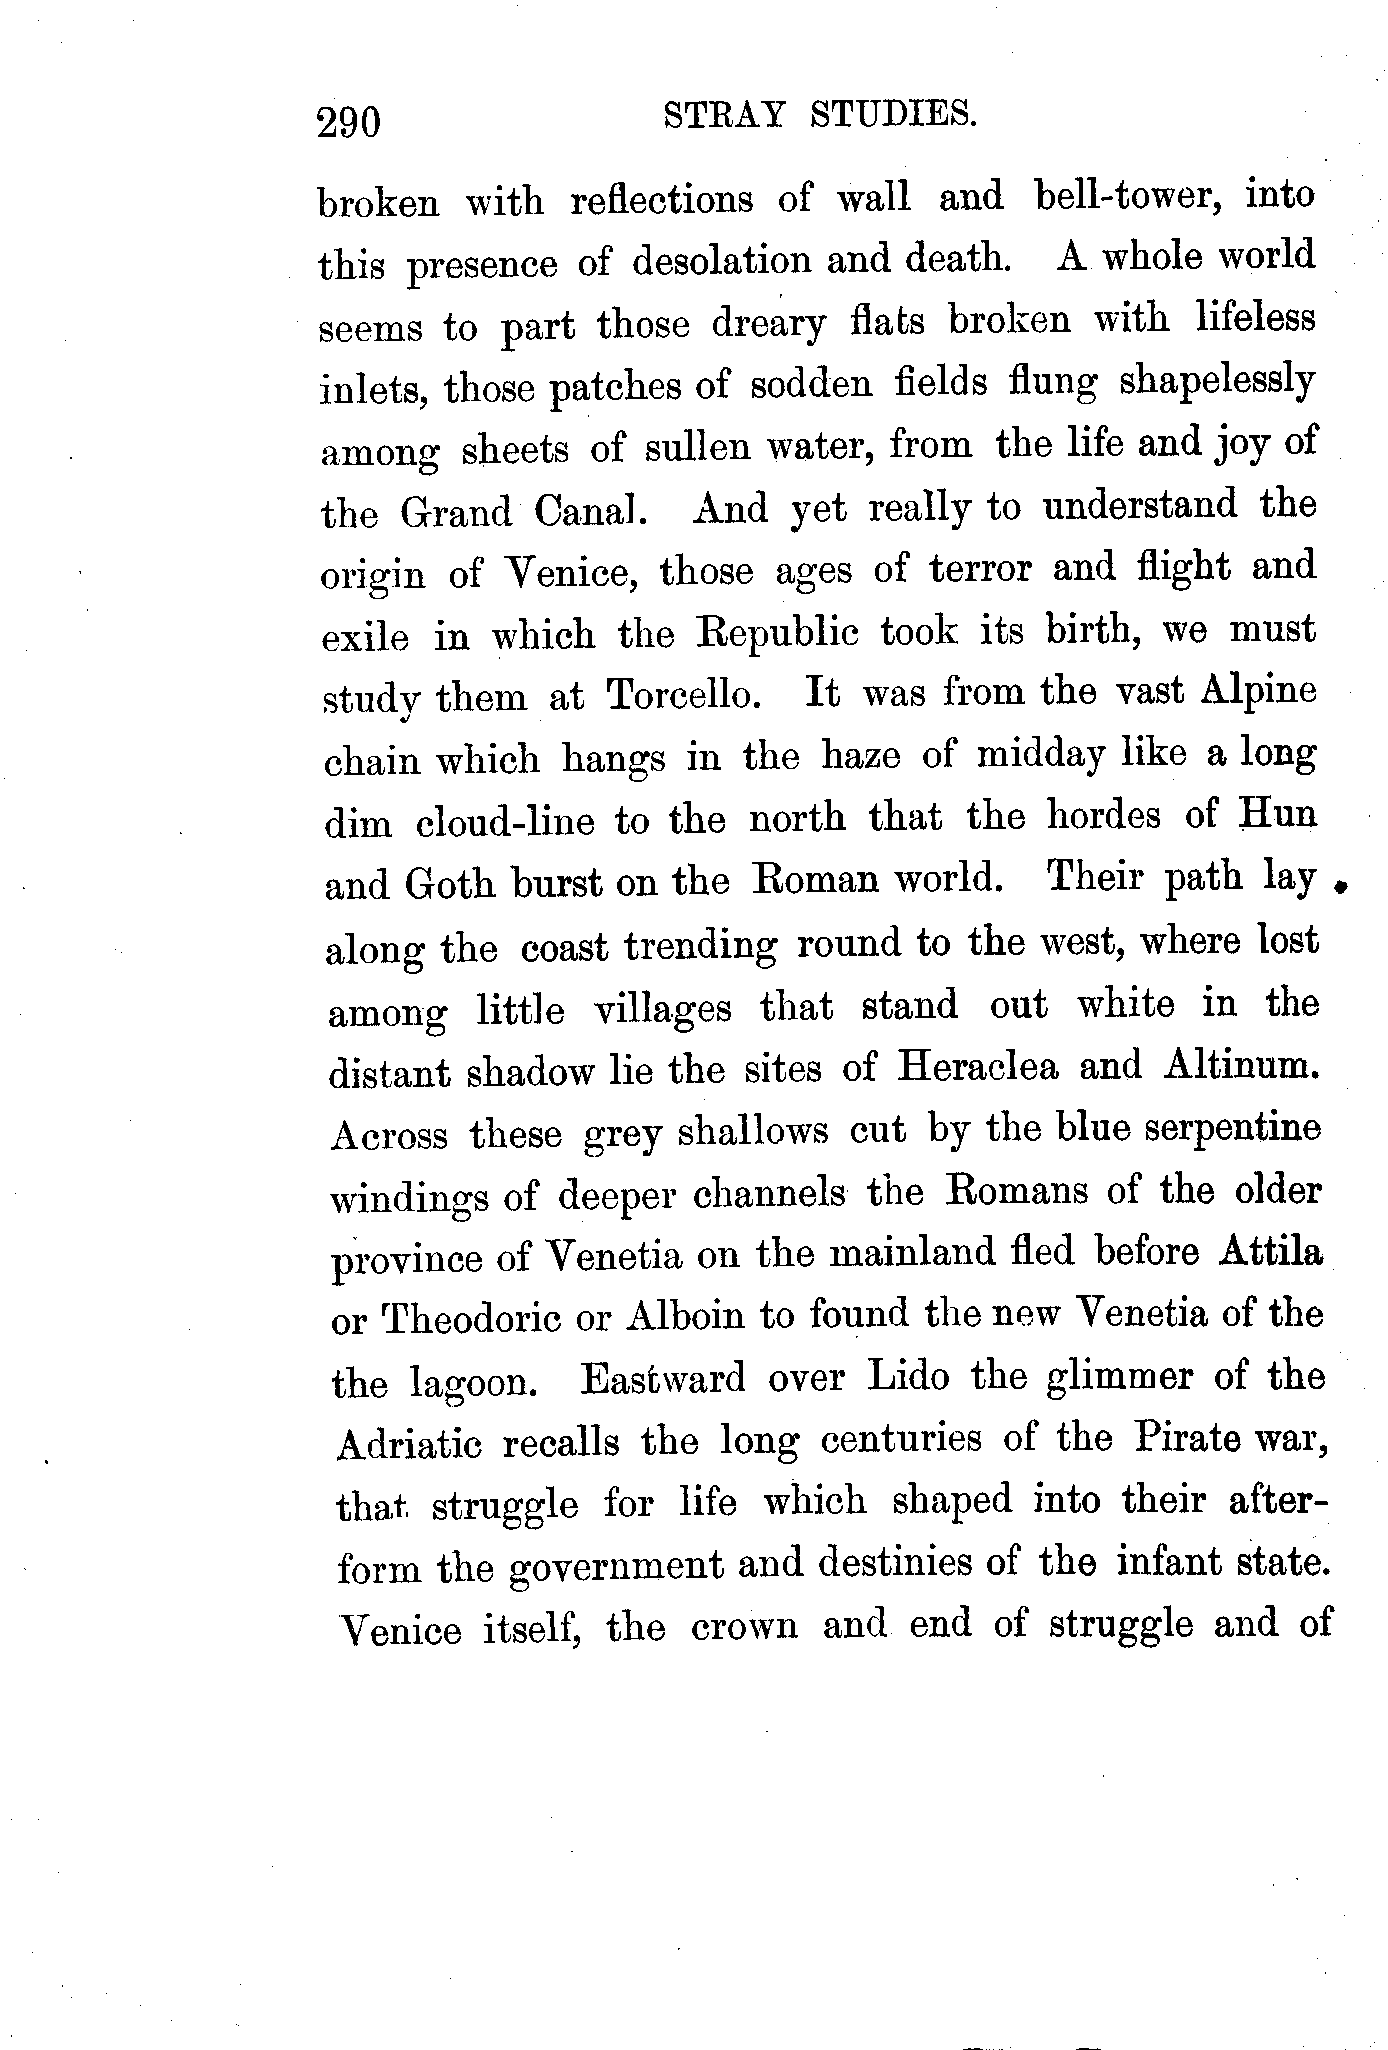 290 STRAY STUDIES.
broken with reflections of wall and bell-tower, into
this presence of desolation and death. A whole world
seems to part those dreary flats broken with lifeless
inlets, those patches of sodden fields flung shapelessly
among sheets of sullen water, from the life and joy of
the Grand Canal. And yet really to understand the
origin of Venice, those ages of terror and flight and
exile in which the Republic took its birth, we must
study them at Torcello. It was from the vast Alpine
chain which hangs in the haze of midday like a long
dim cloud-line to the north that the hordes of Hun
and Goth burst on the Roman world. Their path lay
along the coast trending round to the west, where lost
among little villages that stand out white in the
distant shadow lie the sites of Heraclea and Altinum.
Across these grey shallows cut by the blue serpentine
windings of deeper channels the Romans of the older
province of Venetia on the mainland fled before Attila
or Theodoric or Alboin to found the new Venetia of the
the lagoon. Eastward over Lido the glimmer of the
Adriatic recalls the long centuries of the Pirate war,
that struggle for life which shaped into their after-
form the government and destinies of the infant state.
Venice itself, the crown and end of struggle and of